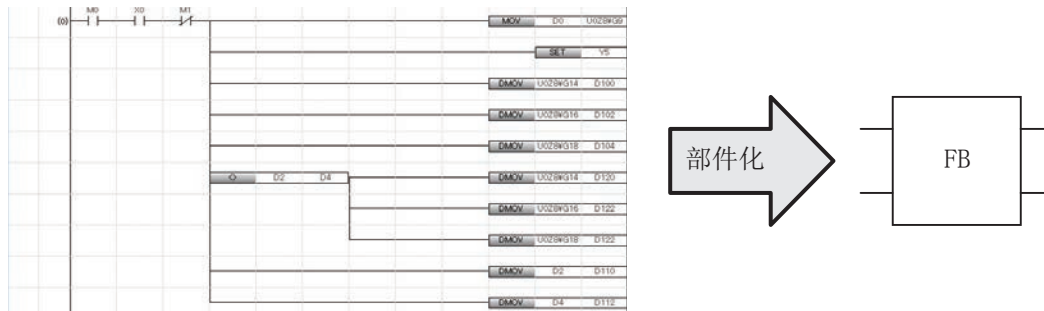 M0 X0 M1
(0) MOV D0 U0Z8¥G9
SET Y5
DMOV U0Z8¥G14 D100
DMOV U0Z8¥G16 D102
DMOV U0Z8¥G18 D104
部件化 FB
<> D2 D4 DMOV U0Z8¥G14 D120
DMOV U0Z8¥G16 D122
DMOV U0Z8¥G18 D122
DMOV D2 D110
DMOV D4 D112